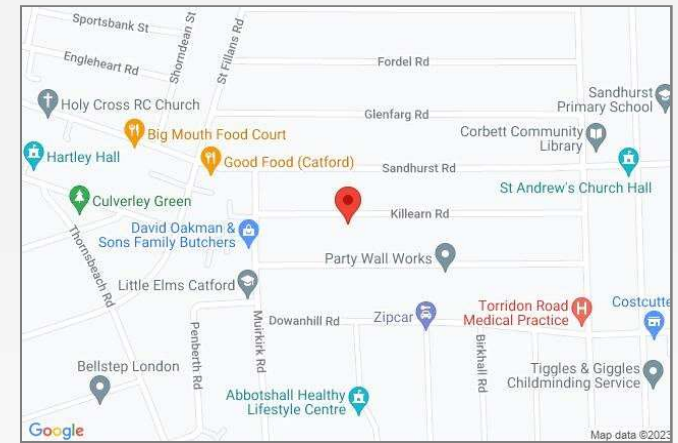 Sportsbank St
Engleheart Rd
Shorndean St
St Fillans Rd
Fordel Rd
Glenfarg Rd
Sandhurst
Primary School
Holy Cross RC Church
Big Mouth Food Court
Corbett Community
Library
Hartley Hall
Good Food (Catford)
Sandhurst Rd
St Andrew's Church Hall
Culverley Green
Killearn Rd
David Oakman &
Sons Family Butchers
Thornsbeach Rd
Party Wall Works
Little Elms Catford
Muirkirk Rd
Dowanhill Rd
Zipcar
Torridon Road
Medical Practice
Costcutte
Penberth Rd
Birkhall Rd
Bellstep London
Tiggles & Giggles
Childminding Service
Abbotshall Healthy
Lifestyle Centre
Google
Map data ©2023